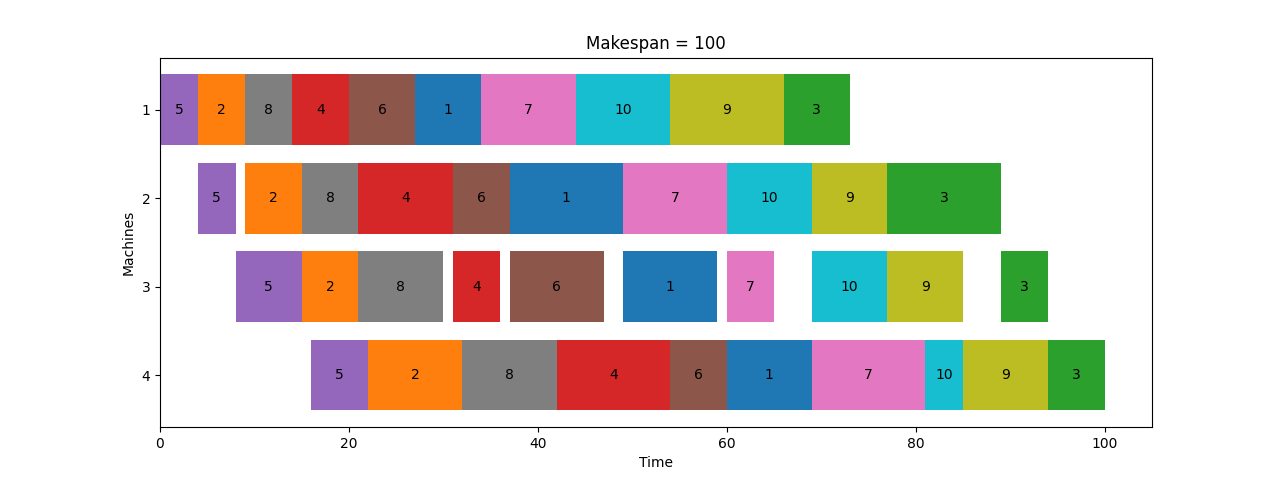 Makespan = 100
Machines
1 5 2 8 4 6 1 7 10 9 3
2 5 2 8 4 6 1 7 10 9 3
3 5 2 8 4 6 1 7 10 9 3
4 5 2 8 4 6 1 7 10 9 3
0 20 40 60 80 100
Time